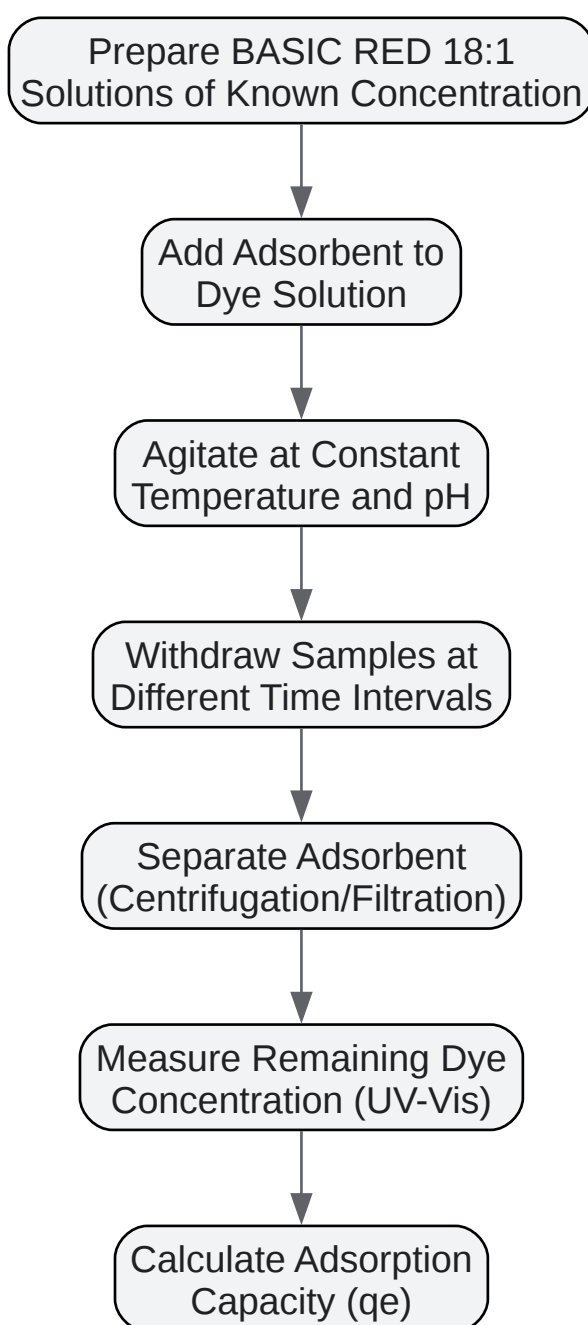 Prepare BASIC RED 18:1
Solutions of Known Concentration
Add Adsorbent to
Dye Solution
Agitate at Constant
Temperature and pH
Withdraw Samples at
Different Time Intervals
Separate Adsorbent
(Centrifugation/Filtration)
Measure Remaining Dye
Concentration (UV-Vis)
Calculate Adsorption
Capacity (qe)